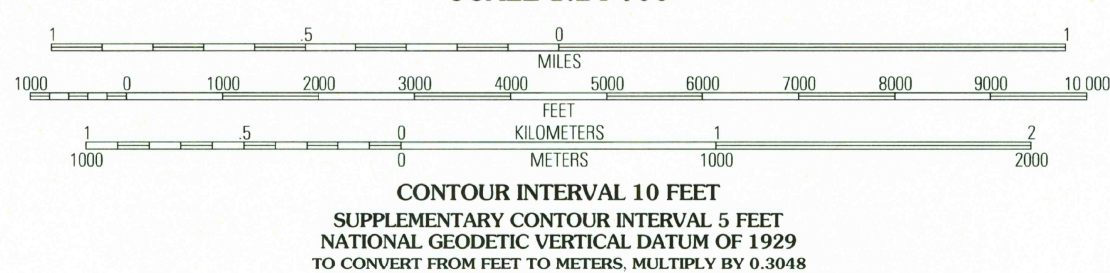 1 .5 0 1
MILES
1000 0 1000 2000 3000 4000 5000 6000 7000 8000 9000 10 000
FEET
1 .5 0 KILOMETERS 1 2
1000 0 METERS 1000 2000
CONTOUR INTERVAL 10 FEET
SUPPLEMENTARY CONTOUR INTERVAL 5 FEET
NATIONAL GEODETIC VERTICAL DATUM OF 1929
TO CONVERT FROM FEET TO METERS, MULTIPLY BY 0.3048